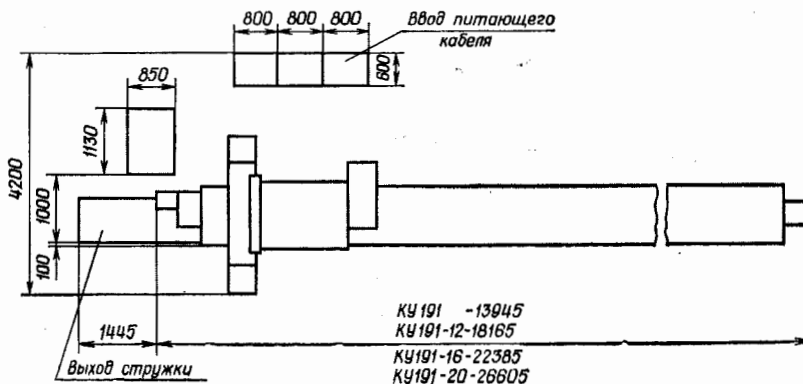 800 800 800
Ввод питающего
кабеля
850
600
1130
4200
1000
100
КУ191 -13945
КУ191-12-18165
1445
КУ191-16-22385
Выход стружки
КУ191-20-26605